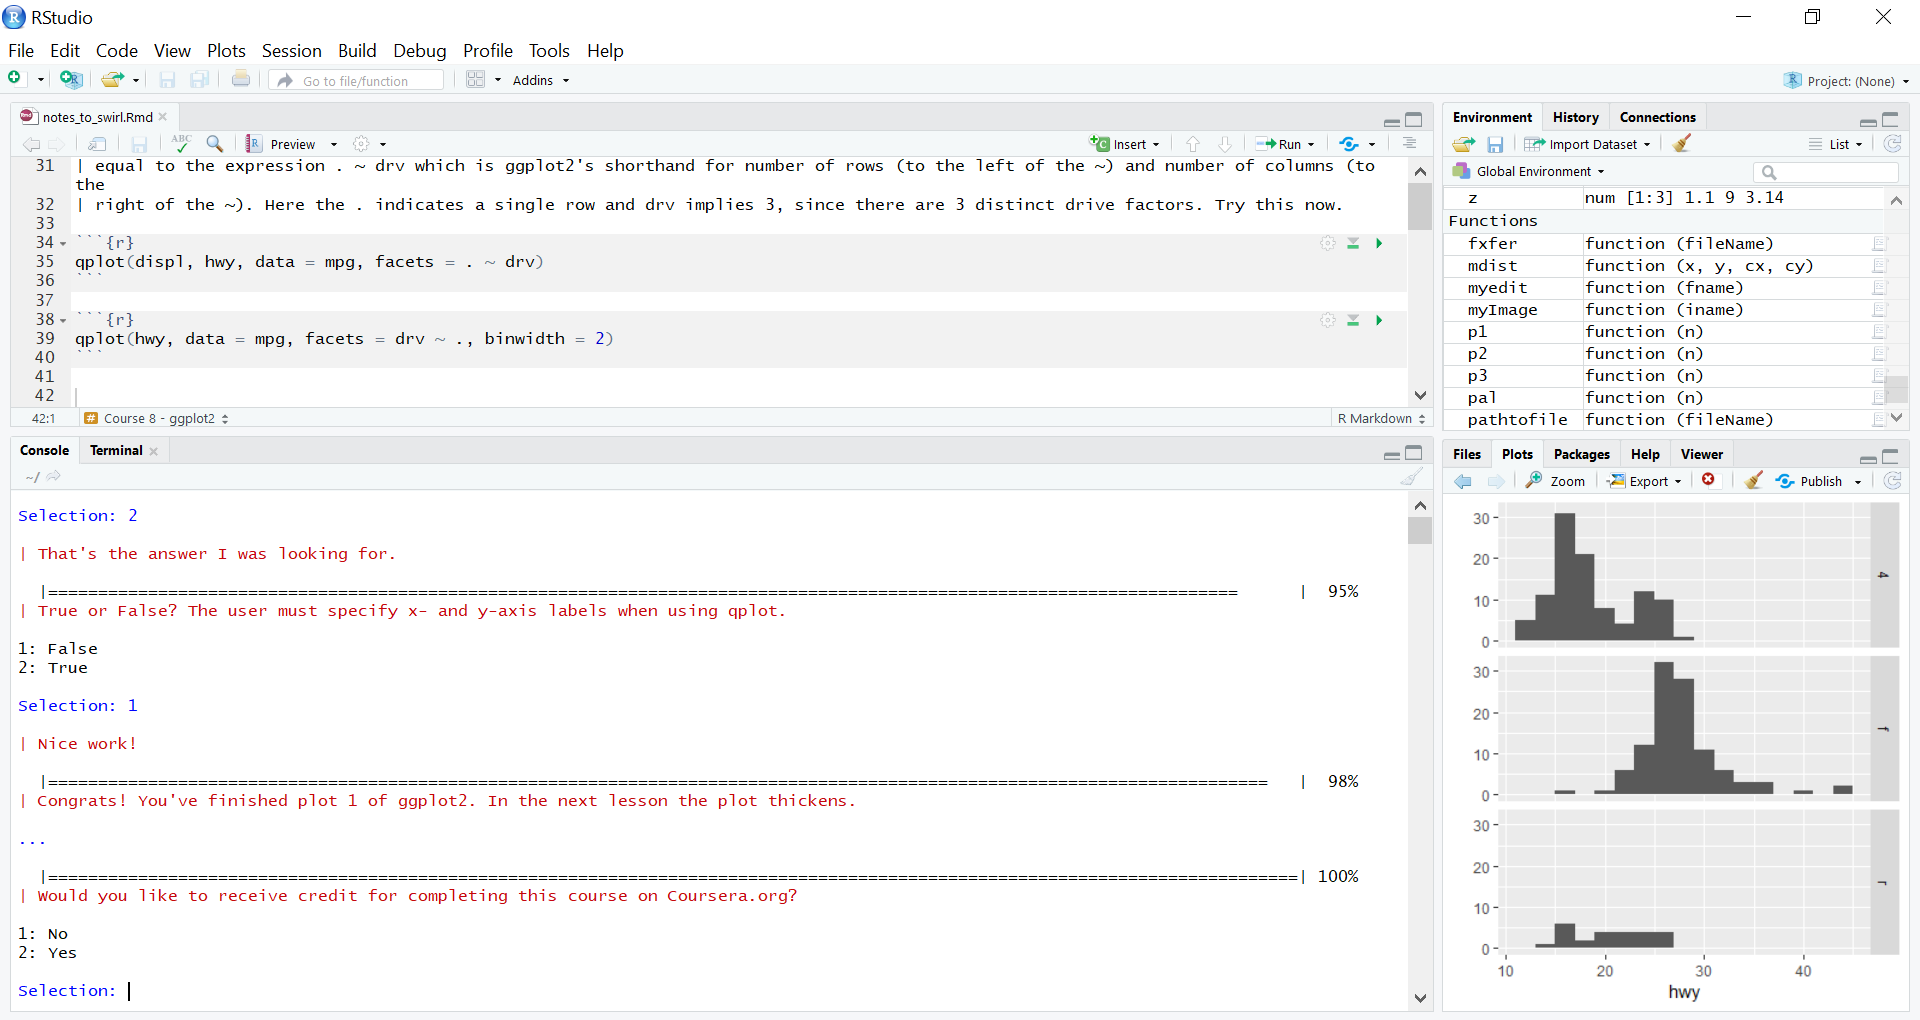 RStudio
File Edit Code View Plots Session Build Debug Profile Tools Help
Go to file/function Addins Project: (None)
notes_to_swirl.Rmd
ABC Preview Insert Run
31 | equal to the expression . ~ drv which is ggplot2's shorthand for number of rows (to the left of the ~) and number of columns (to
the
32 | right of the ~). Here the . indicates a single row and drv implies 3, since there are 3 distinct drive factors. Try this now.
33
34 ```{r}
35 qplot(displ, hwy, data = mpg, facets = . ~ drv)
36 ```
37
38 ```{r}
39 qplot(hwy, data = mpg, facets = drv ~ ., binwidth = 2)
40 ```
41
42
42:1 # Course 8 - ggplot2 R Markdown
Console Terminal
~/
Selection: 2
| That's the answer I was looking for.
|======================================================================================================================= | 95%
| True or False? The user must specify x- and y-axis labels when using qplot.
1: False
2: True
Selection: 1
| Nice work!
|========================================================================================================================== | 98%
| Congrats! You've finished plot 1 of ggplot2. In the next lesson the plot thickens.
...
|=============================================================================================================================| 100%
| Would you like to receive credit for completing this course on Coursera.org?
1: No
2: Yes
Selection:
Environment History Connections
Import Dataset List
Global Environment
z num [1:3] 1.1 9 3.14
Functions
fxfer function (fileName)
mdist function (x, y, cx, cy)
myedit function (fname)
myImage function (iname)
p1 function (n)
p2 function (n)
p3 function (n)
pal function (n)
pathtofile function (fileName)
Files Plots Packages Help Viewer
Zoom Export Publish
30
20
10
0
4
30
20
10
0
f
30
20
10
0
r
10 20 30 40
hwy